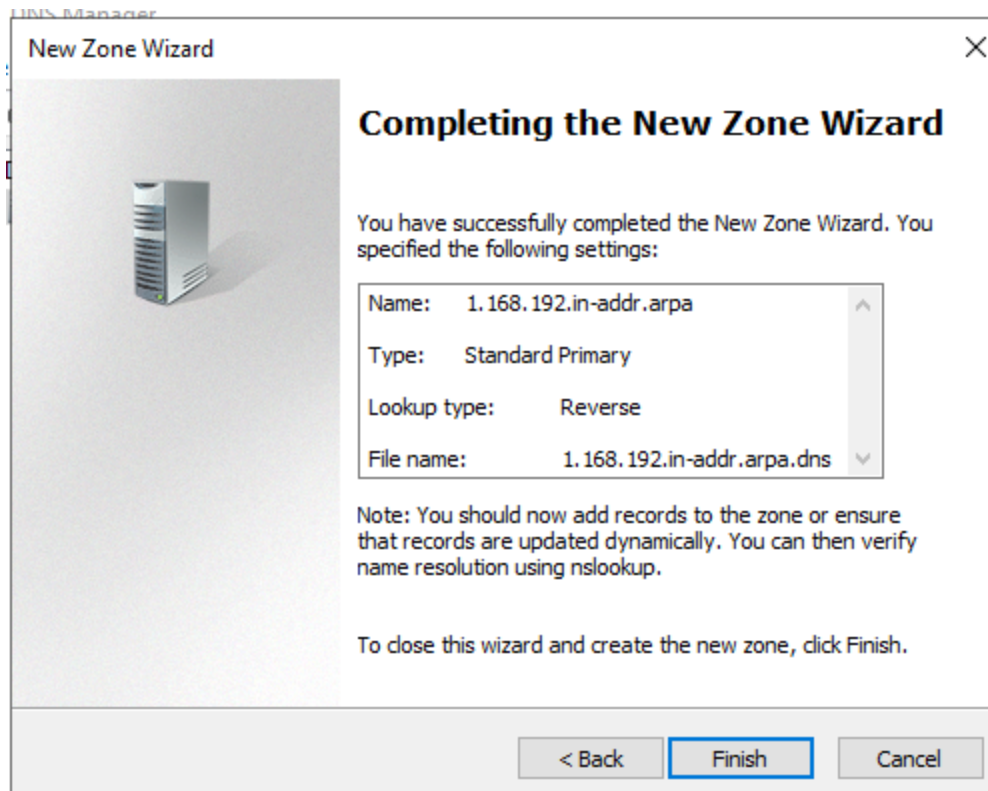 DNS Manager
New Zone Wizard
Completing the New Zone Wizard
You have successfully completed the New Zone Wizard. You
specified the following settings:
Name: 1.168.192.in-addr.arpa
Type: Standard Primary
Lookup type: Reverse
File name: 1.168.192.in-addr.arpa.dns
Note: You should now add records to the zone or ensure
that records are updated dynamically. You can then verify
name resolution using nslookup.
To close this wizard and create the new zone, click Finish.
< Back Finish Cancel